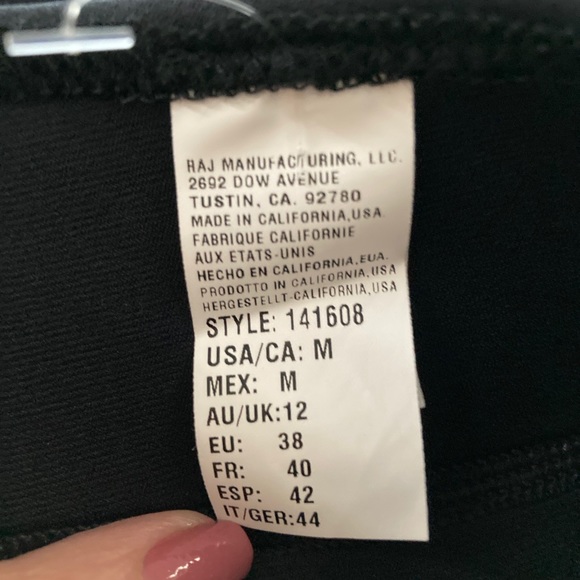 RAJ MANUFACTURING, LLC.
2692 DOW AVENUE
TUSTIN, CA. 92780
MADE IN CALIFORNIA,USA.
FABRIQUE CALIFORNIE
AUX ETATS-UNIS
HECHO EN CALIFORNIA,EUA.
PRODOTTO IN CALIFORNIA,USA
HERGESTELLT-CALIFORNIA,USA
STYLE: 141608
USA/CA: M
MEX: M
AU/UK:12
EU: 38
FR: 40
ESP: 42
IT/GER:44